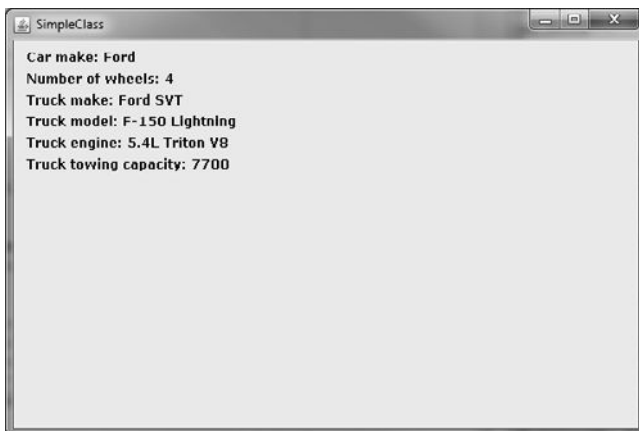 SimpleClass
Car make: Ford
Number of wheels: 4
Truck make: Ford SVT
Truck model: F-150 Lightning
Truck engine: 5.4L Triton V8
Truck towing capacity: 7700